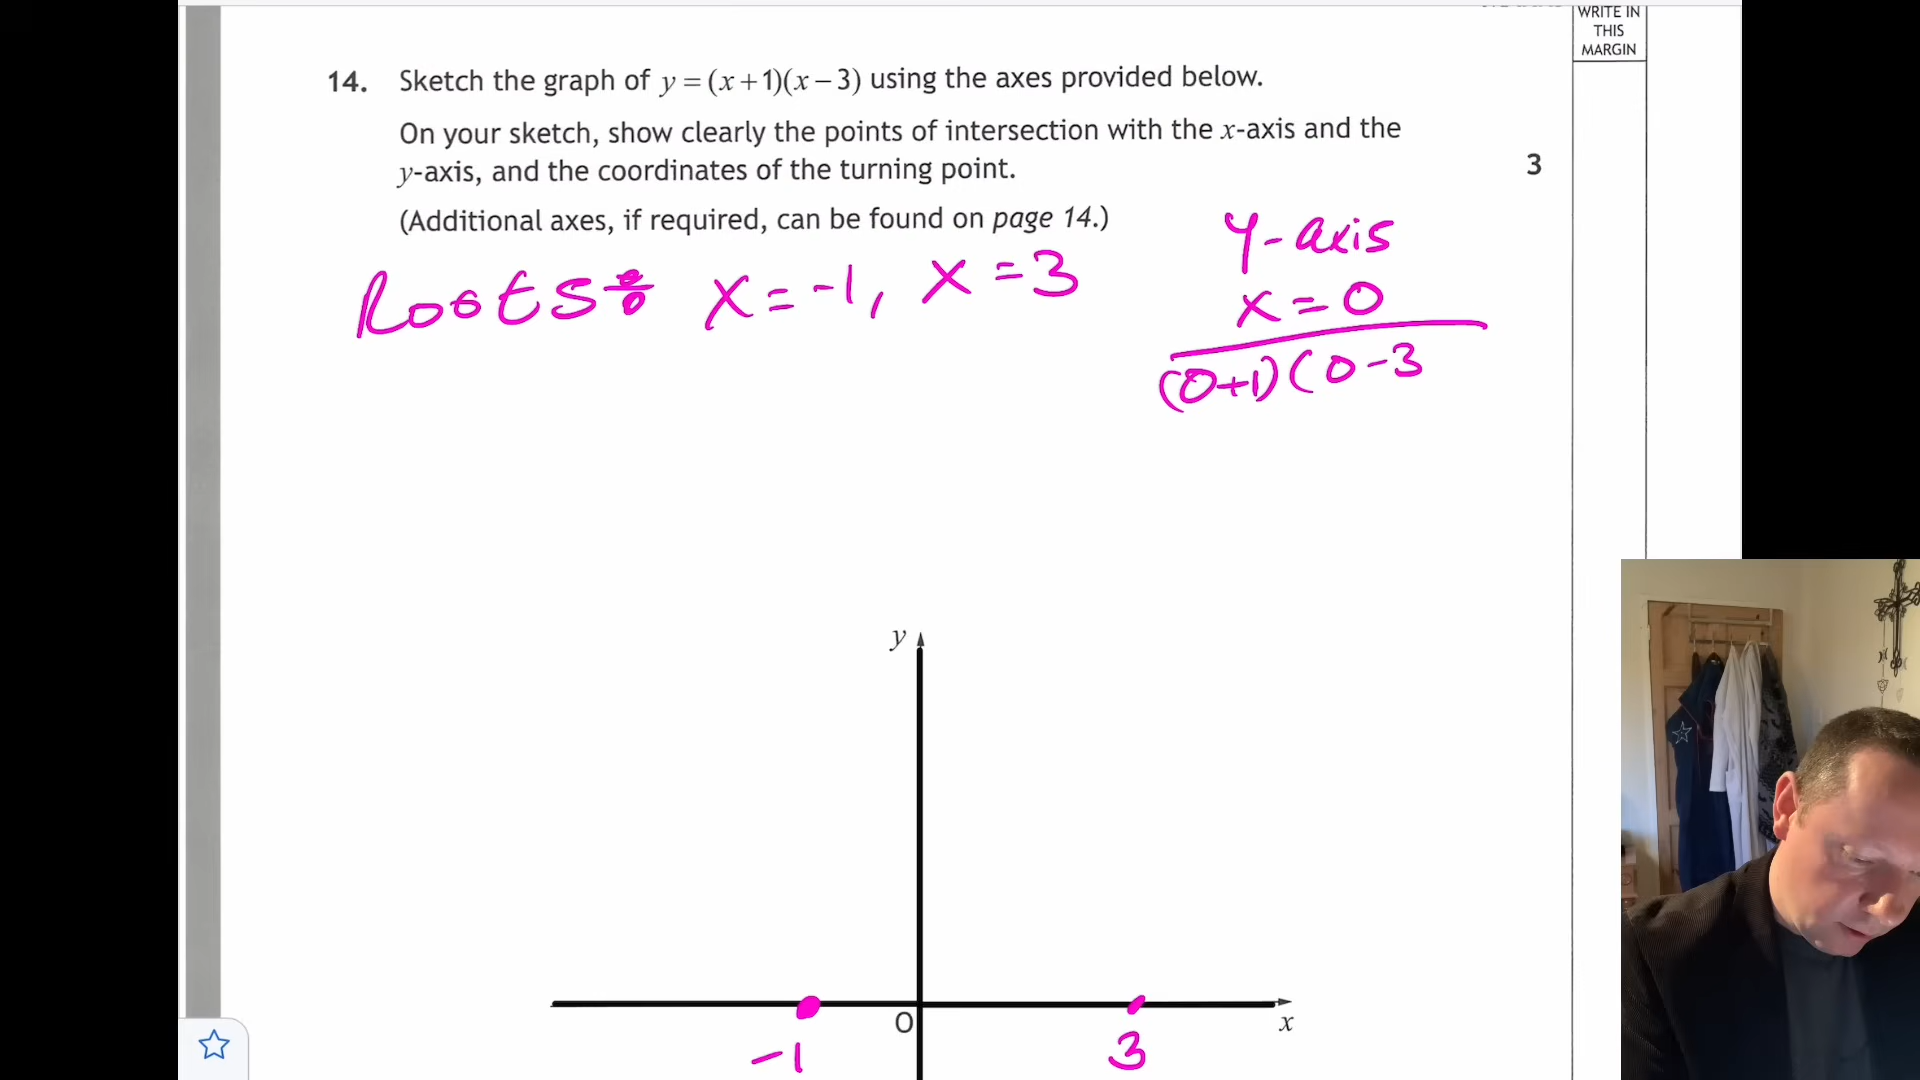 WRITE IN
THIS
MARGIN
14. Sketch the graph of y = (x+1)(x−3) using the axes provided below.
On your sketch, show clearly the points of intersection with the x-axis and the
y-axis, and the coordinates of the turning point.
3
(Additional axes, if required, can be found on page 14.)
y-axis
Roots: x = -1, x = 3
x = 0
(0+1)(0-3
y
O
x
-1
3